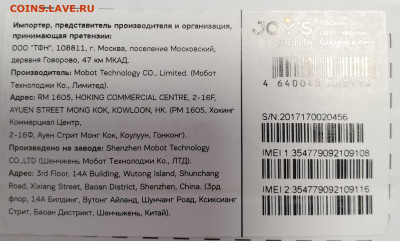 COINS.LAVE.RU
Импортер, представитель производителя и организация,
принимающая претензии:
ООО "ТФН", 108811, г. Москва, поселение Московский,
деревня Говорово, 47 км МКАД.
Производитель: Mobot Technology CO., Limited. (Мобот
Технолоджи Ко., Лимитед).
Адрес: RM 1605, HOKING COMMERCIAL CENTRE, 2-16F,
AYUEN STREET MONG KOK, KOWLOON, HK. (РМ 1605, Хокинг
Коммерциал Центр,
2-16Ф, Ауен Стрит Монг Кок, Коулуун, Гонконг).
Произведено на заводе: Shenzhen Mobot Technology
CO.,LTD (Шенчжень Мобот Технолоджи Ко., ЛТД).
Адрес: 3rd Floor, 14A Building, Wutong Island, Shunchang
Road, Xixiang Street, Baoan District, Shenzhen, China. (3рд
флор, 14А Билдинг, Вутонг Айланд, Шунчанг Роад, Ксиксианг
Стрит, Баоан Дистрикт, Шеньжень, Китай).
S/N:2017170020456
IMEI 1:354779092109108
IMEI 2:354779092109116